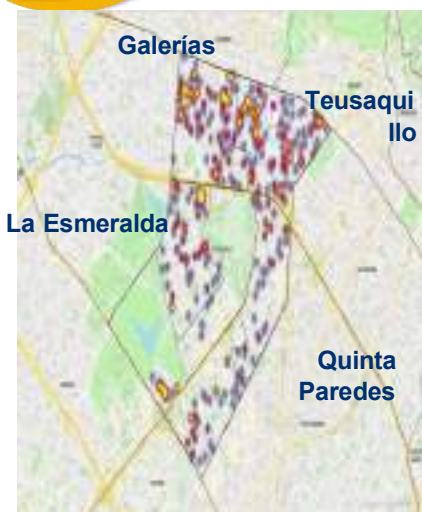 Galerías
Teusaqui
llo
La Esmeralda
Quinta
Paredes